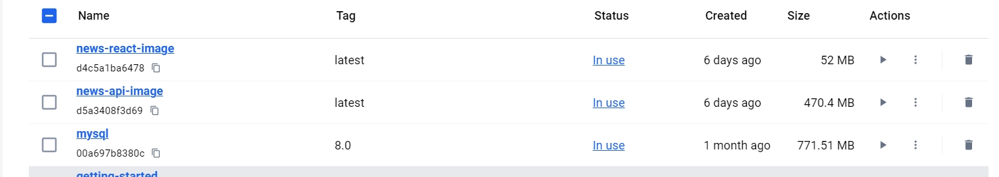 Name Tag Status Created Size Actions
news-react-image
d4c5a1ba6478
latest In use 6 days ago 52 MB
news-api-image
d5a3408f3d69
latest In use 6 days ago 470.4 MB
mysql
00a697b8380c
8.0 In use 1 month ago 771.51 MB
getting-started